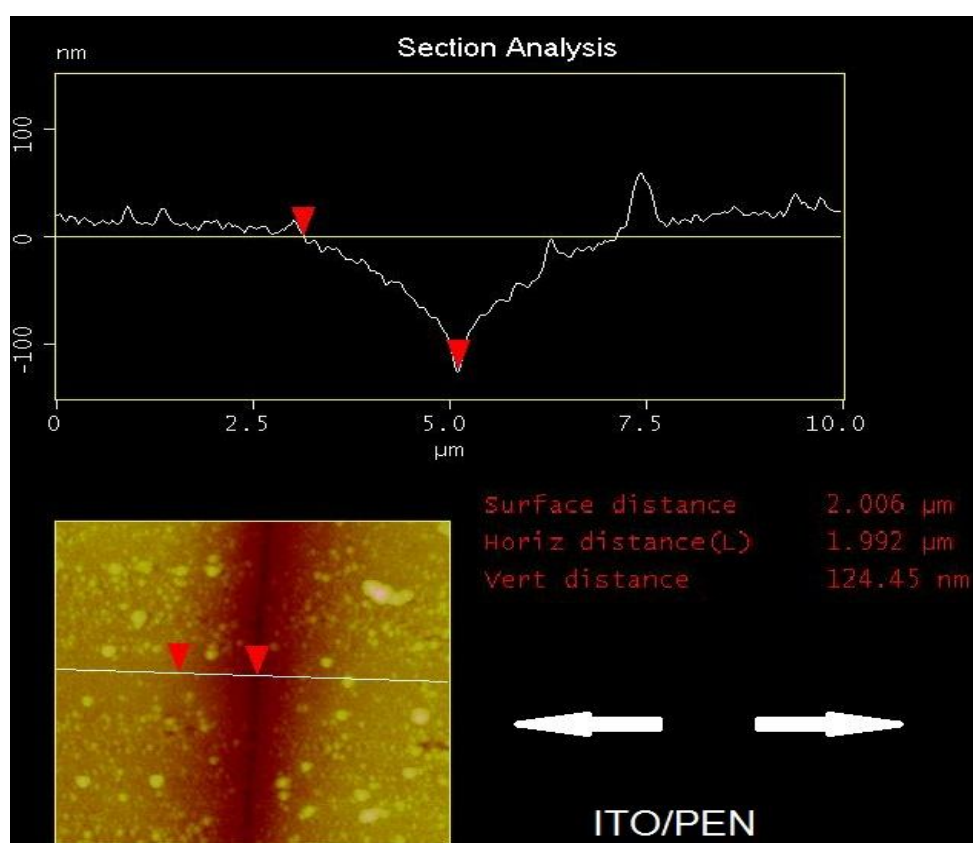 Section Analysis
nm
100
0
-100
0 2.5 5.0 7.5 10.0
µm
Surface distance 2.006 µm
Horiz distance(L) 1.992 µm
Vert distance 124.45 nm
ITO/PEN